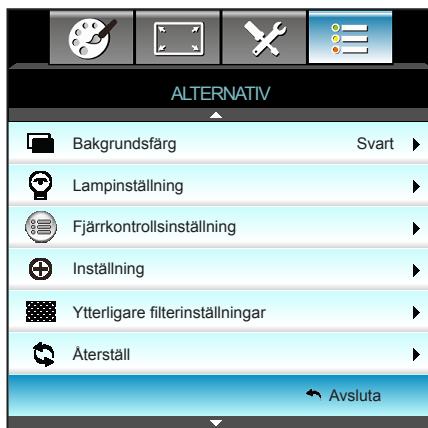 ALTERNATIV
Bakgrundsfärg Svart
Lampinställning
Fjärrkontrollsinställning
Inställning
Ytterligare filterinställningar
Återställ
Avsluta